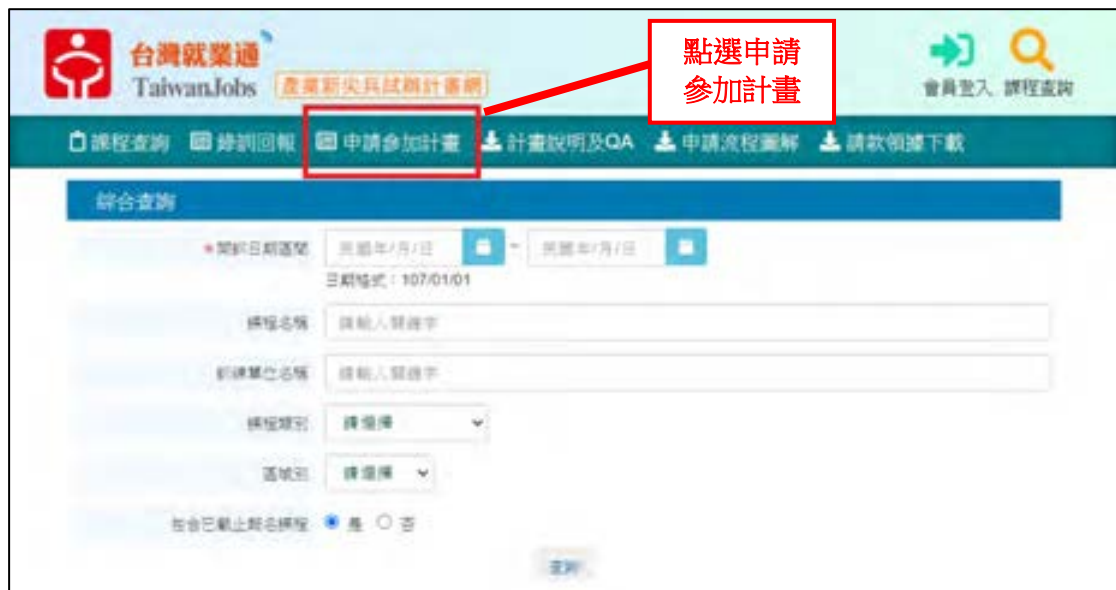 台灣就業通
TaiwanJobs 產業新尖兵試辦計畫網
點選申請
參加計畫
會員登入 課程查詢
課程查詢 錄訓回報 申請參加計畫 計畫說明及QA 申請流程圖解 請款領據下載
綜合查詢
*開訓日期區間 民國年/月/日 ~ 民國年/月/日
日期格式：107/01/01
課程名稱 請輸入關鍵字
訓練單位名稱 請輸入關鍵字
課程類別 請選擇
區域別 請選擇
包含已截止報名課程 是 否
查詢